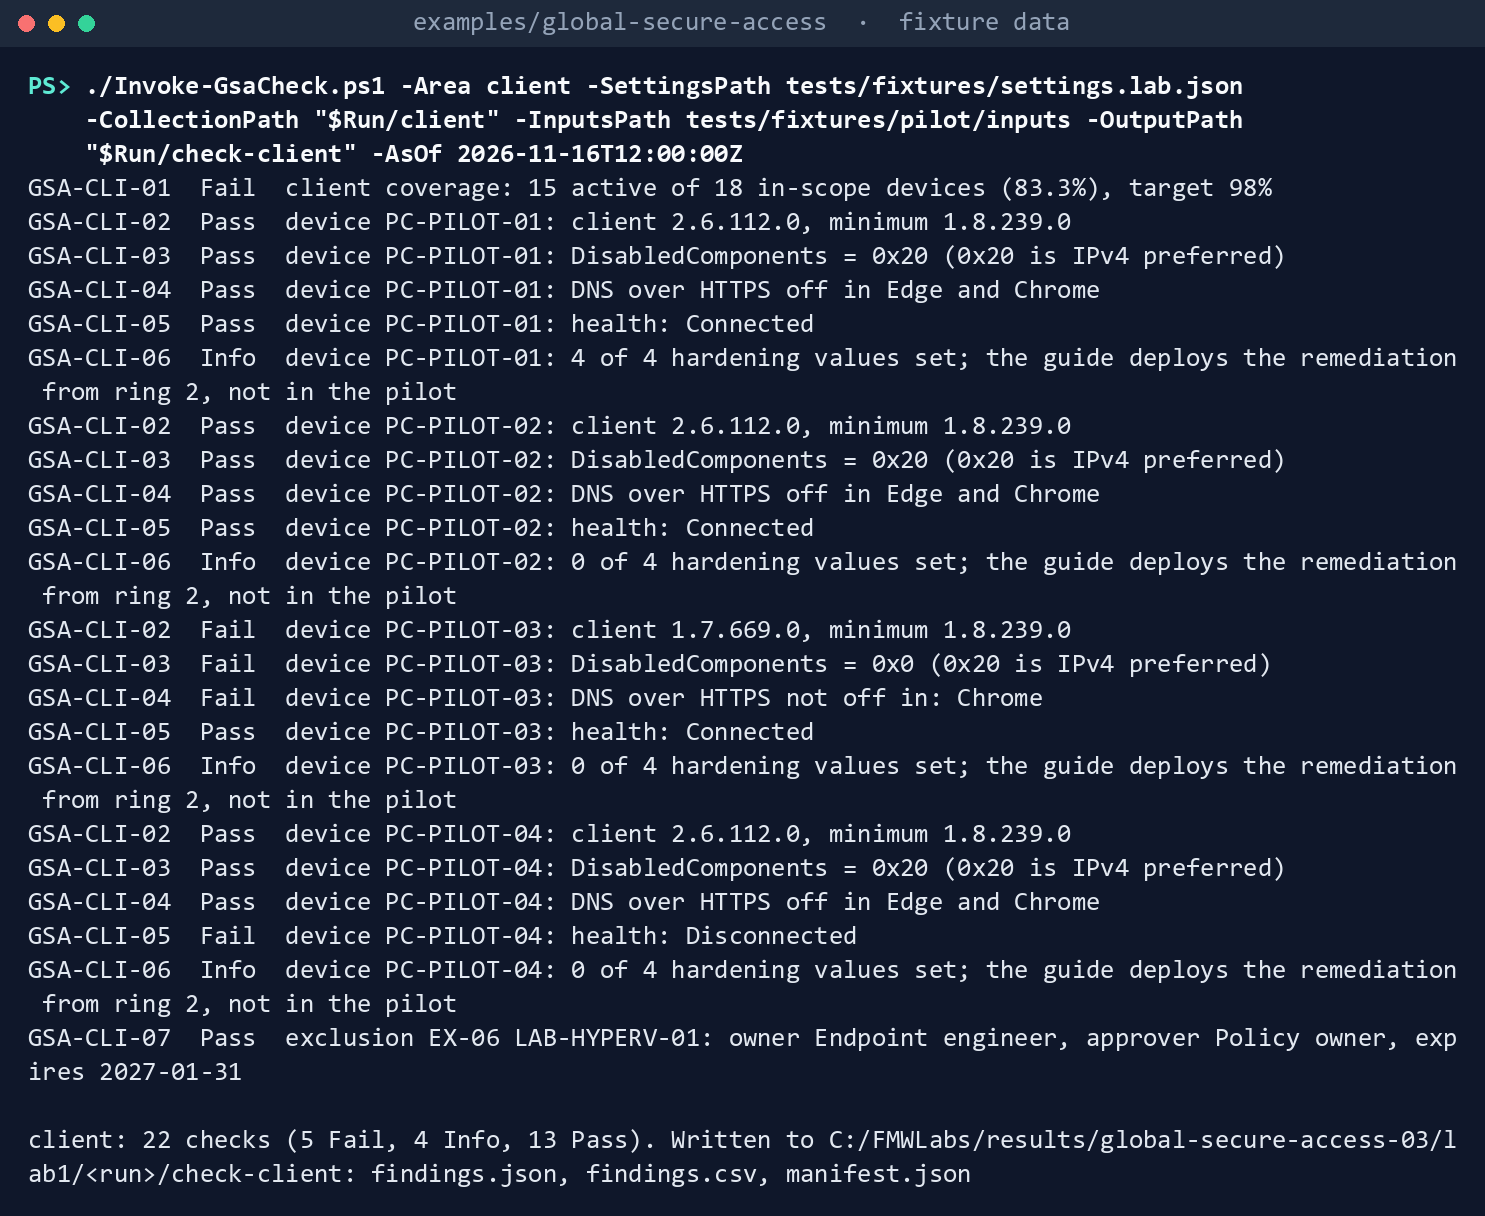 examples/global-secure-access  ·  fixture data
PS> ./Invoke-GsaCheck.ps1 -Area client -SettingsPath tests/fixtures/settings.lab.json
    -CollectionPath "$Run/client" -InputsPath tests/fixtures/pilot/inputs -OutputPath
    "$Run/check-client" -AsOf 2026-11-16T12:00:00Z
GSA-CLI-01  Fail  client coverage: 15 active of 18 in-scope devices (83.3%), target 98%
GSA-CLI-02  Pass  device PC-PILOT-01: client 2.6.112.0, minimum 1.8.239.0
GSA-CLI-03  Pass  device PC-PILOT-01: DisabledComponents = 0x20 (0x20 is IPv4 preferred)
GSA-CLI-04  Pass  device PC-PILOT-01: DNS over HTTPS off in Edge and Chrome
GSA-CLI-05  Pass  device PC-PILOT-01: health: Connected
GSA-CLI-06  Info  device PC-PILOT-01: 4 of 4 hardening values set; the guide deploys the remediation
 from ring 2, not in the pilot
GSA-CLI-02  Pass  device PC-PILOT-02: client 2.6.112.0, minimum 1.8.239.0
GSA-CLI-03  Pass  device PC-PILOT-02: DisabledComponents = 0x20 (0x20 is IPv4 preferred)
GSA-CLI-04  Pass  device PC-PILOT-02: DNS over HTTPS off in Edge and Chrome
GSA-CLI-05  Pass  device PC-PILOT-02: health: Connected
GSA-CLI-06  Info  device PC-PILOT-02: 0 of 4 hardening values set; the guide deploys the remediation
 from ring 2, not in the pilot
GSA-CLI-02  Fail  device PC-PILOT-03: client 1.7.669.0, minimum 1.8.239.0
GSA-CLI-03  Fail  device PC-PILOT-03: DisabledComponents = 0x0 (0x20 is IPv4 preferred)
GSA-CLI-04  Fail  device PC-PILOT-03: DNS over HTTPS not off in: Chrome
GSA-CLI-05  Pass  device PC-PILOT-03: health: Connected
GSA-CLI-06  Info  device PC-PILOT-03: 0 of 4 hardening values set; the guide deploys the remediation
 from ring 2, not in the pilot
GSA-CLI-02  Pass  device PC-PILOT-04: client 2.6.112.0, minimum 1.8.239.0
GSA-CLI-03  Pass  device PC-PILOT-04: DisabledComponents = 0x20 (0x20 is IPv4 preferred)
GSA-CLI-04  Pass  device PC-PILOT-04: DNS over HTTPS off in Edge and Chrome
GSA-CLI-05  Fail  device PC-PILOT-04: health: Disconnected
GSA-CLI-06  Info  device PC-PILOT-04: 0 of 4 hardening values set; the guide deploys the remediation
 from ring 2, not in the pilot
GSA-CLI-07  Pass  exclusion EX-06 LAB-HYPERV-01: owner Endpoint engineer, approver Policy owner, exp
ires 2027-01-31
client: 22 checks (5 Fail, 4 Info, 13 Pass). Written to C:/FMWLabs/results/global-secure-access-03/l
ab1/<run>/check-client: findings.json, findings.csv, manifest.json